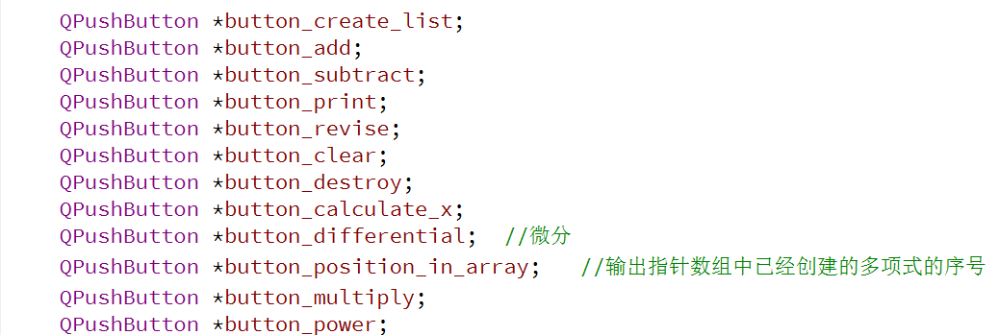 QPushButton *button_create_list;
QPushButton *button_add;
QPushButton *button_subtract;
QPushButton *button_print;
QPushButton *button_revise;
QPushButton *button_clear;
QPushButton *button_destroy;
QPushButton *button_calculate_x;
QPushButton *button_differential;  //微分
QPushButton *button_position_in_array;   //输出指针数组中已经创建的多项式的序号
QPushButton *button_multiply;
QPushButton *button_power;